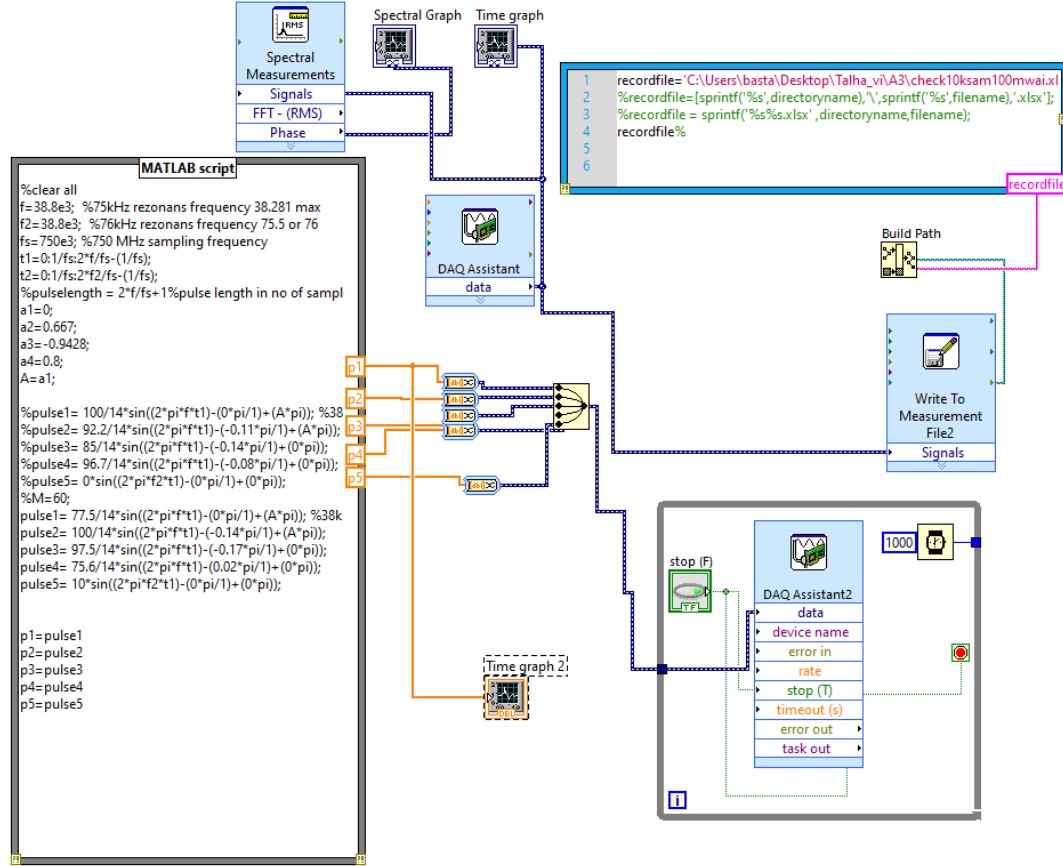 Spectral Measurements
Signals
FFT - (RMS)
Phase
RMS
Spectral Graph
Time graph
1 recordfile='C:\Users\basta\Desktop\Talha_vi\A3\check10ksam100mwai.xl
2 %recordfile=[sprintf('%s',directoryname),'\',sprintf('%s',filename),'.xlsx'];
3 %recordfile = sprintf('%s%s.xlsx' ,directoryname,filename);
4 recordfile%
5
6
recordfile
MATLAB script
%clear all
f=38.8e3; %75kHz rezonans frequency 38.281 max
f2=38.8e3; %76kHz rezonans frequency 75.5 or 76
fs=750e3; %750 MHz sampling frequency
t1=0:1/fs:2*f/fs-(1/fs);
t2=0:1/fs:2*f2/fs-(1/fs);
%pulselength = 2*f/fs+1%pulse length in no of sampl
a1=0;
a2=0.667;
a3=-0.9428;
a4=0.8;
A=a1;
%pulse1= 100/14*sin((2*pi*f*t1)-(0*pi/1)+(A*pi)); %38
%pulse2= 92.2/14*sin((2*pi*f*t1)-(-0.11*pi/1)+(A*pi));
%pulse3= 85/14*sin((2*pi*f*t1)-(-0.14*pi/1)+(0*pi));
%pulse4= 96.7/14*sin((2*pi*f*t1)-(-0.08*pi/1)+(0*pi));
%pulse5= 0*sin((2*pi*f2*t1)-(0*pi/1)+(0*pi));
%M=60;
pulse1= 77.5/14*sin((2*pi*f*t1)-(0*pi/1)+(A*pi)); %38k
pulse2= 100/14*sin((2*pi*f*t1)-(-0.14*pi/1)+(A*pi));
pulse3= 97.5/14*sin((2*pi*f*t1)-(-0.17*pi/1)+(0*pi));
pulse4= 75.6/14*sin((2*pi*f*t1)-(0.02*pi/1)+(0*pi));
pulse5= 10*sin((2*pi*f2*t1)-(0*pi/1)+(0*pi));
p1=pulse1
p2=pulse2
p3=pulse3
p4=pulse4
p5=pulse5
p1
p2
p3
p4
p5
DAQ Assistant
data
Build Path
Write To
Measurement
File2
Signals
Time graph 2
DBL
stop (F)
TF
DAQ Assistant2
data
device name
error in
rate
stop (T)
timeout (s)
error out
task out
1000
i